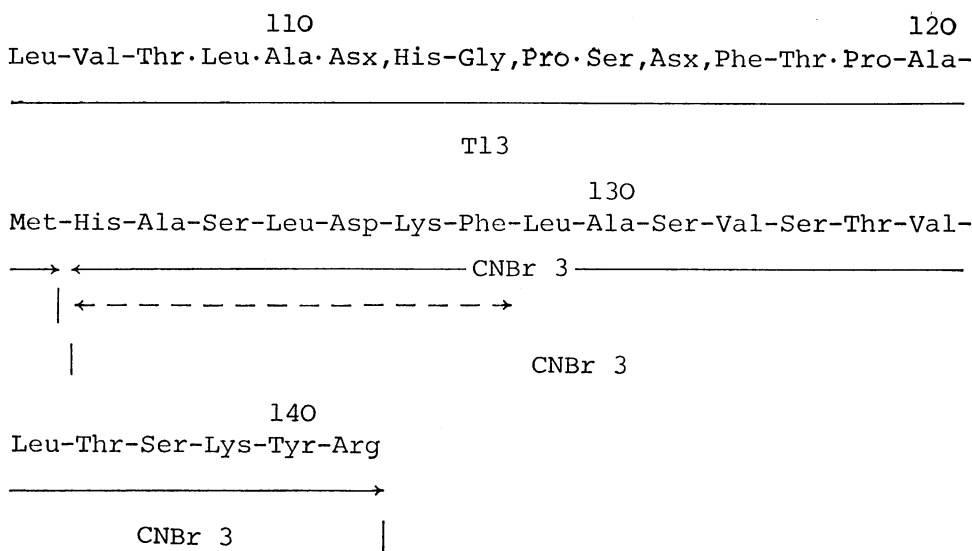 110 120
Leu-Val-Thr·Leu·Ala·Asx,His-Gly,Pro·Ser,Asx,Phe-Thr·Pro-Ala-
T13
130
Met-His-Ala-Ser-Leu-Asp-Lys-Phe-Leu-Ala-Ser-Val-Ser-Thr-Val-
CNBr 3
CNBr 3
140
Leu-Thr-Ser-Lys-Tyr-Arg
CNBr 3